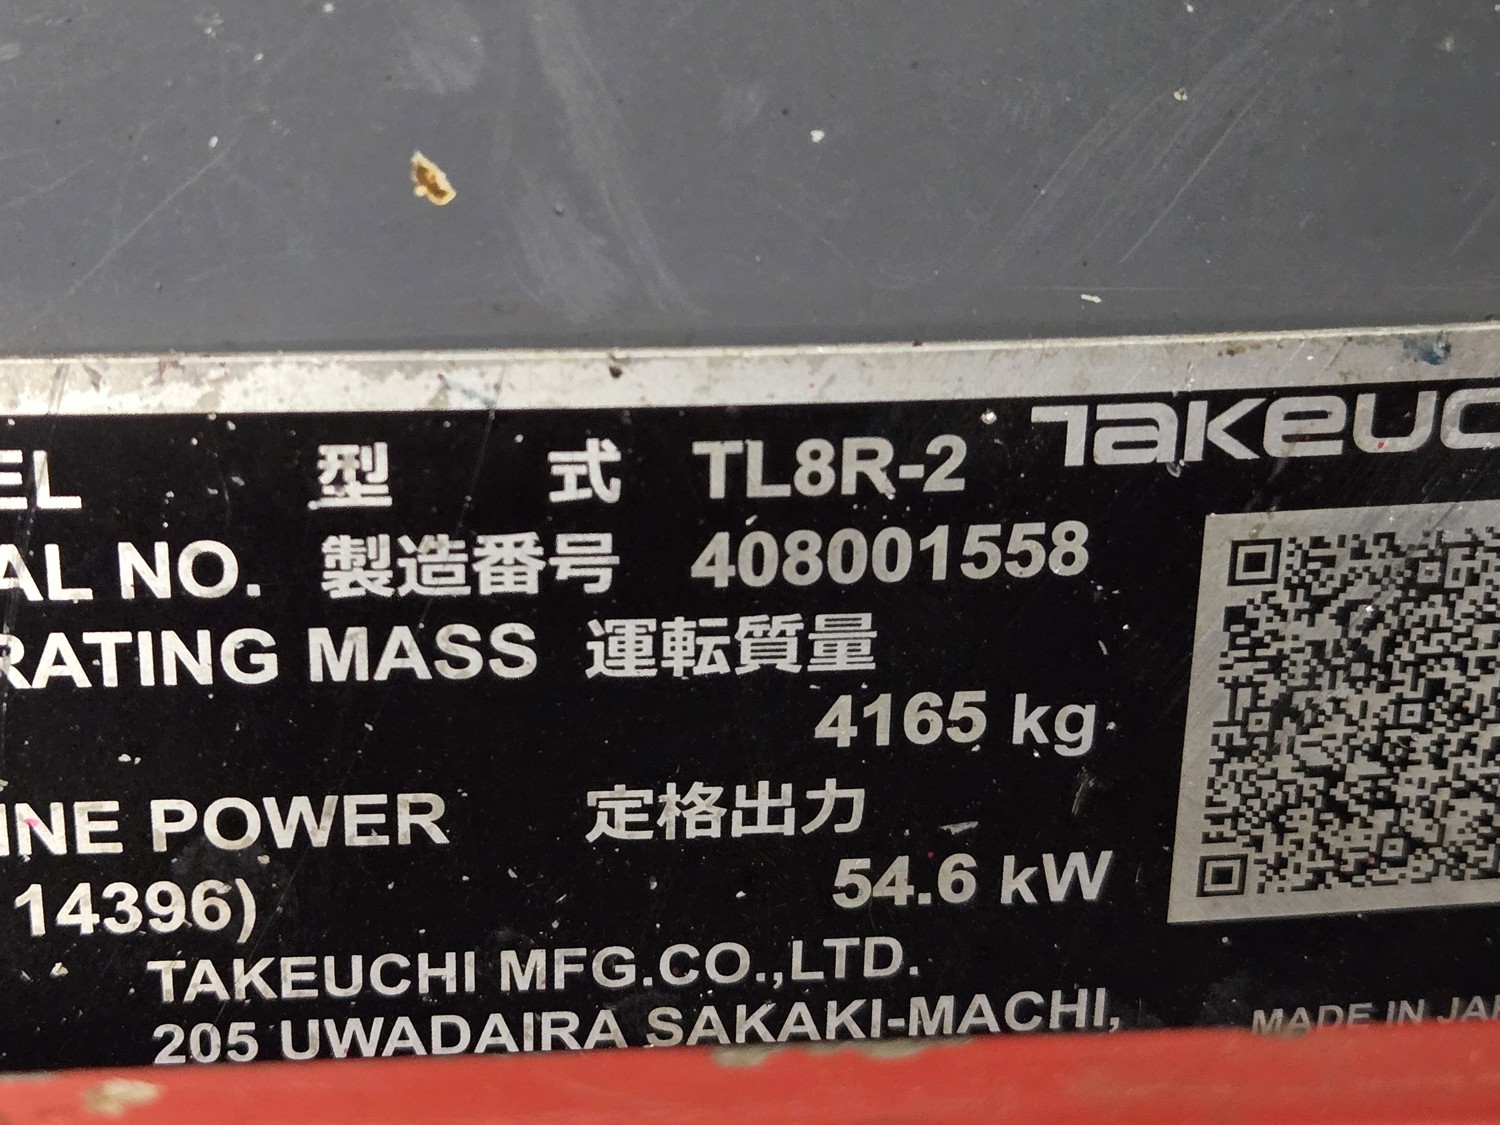 EL 型 式 TL8R-2 TAKEUC
AL NO. 製造番号 408001558
RATING MASS 運転質量
4165 kg
INE POWER 定格出力
14396) 54.6 kW
TAKEUCHI MFG.CO.,LTD.
205 UWADAIRA SAKAKI-MACHI,
MADE IN JA